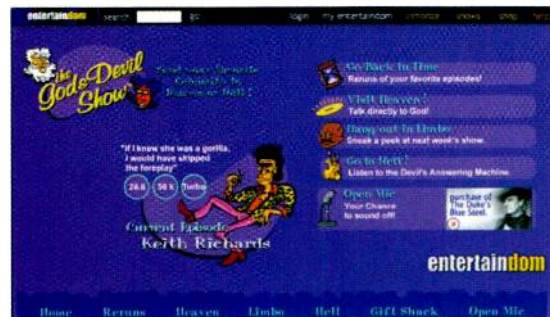 entertaindom search go login my entertaindom shows shop help
the
God & Devil
Show
Send your favorite
Celebrity to
Heaven or Hell!
Go Back In Time
Reruns of your favorite episodes!
Visit Heaven!
Talk directly to God!
Hang out In Limbo
Sneak a peek at next week's show.
Go to Hell!
Listen to the Devil's Answering Machine.
Open Mic
Your Chance
to sound off!
purchase of
The Duke's
Blue Steel.
"If I knew she was a gorilla,
I would have skipped
the foreplay"
28.8 56 k Turbo
Current Episode
Keith Richards
entertaindom
Home Reruns Heaven Limbo Hell Gift Shack Open Mic